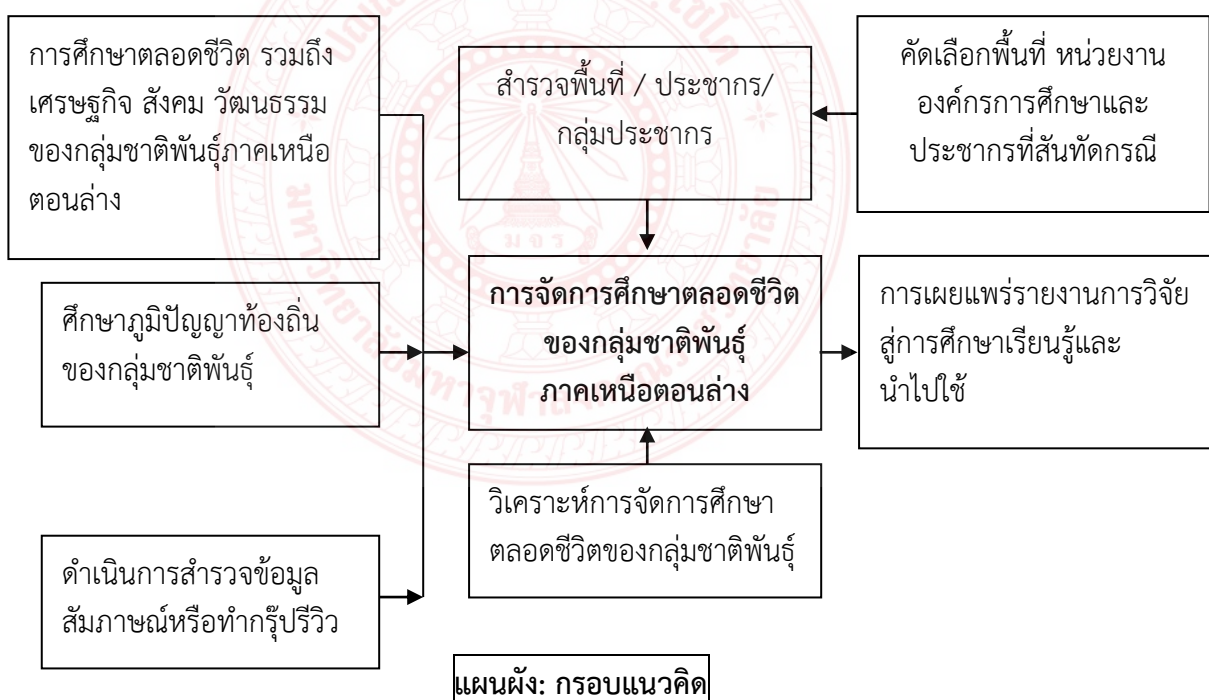 การศึกษาตลอดชีวิต รวมถึง
เศรษฐกิจ สังคม วัฒนธรรม
ของกลุ่มชาติพันธุ์ภาคเหนือ
ตอนล่าง
สำรวจพื้นที่ / ประชากร/
กลุ่มประชากร
คัดเลือกพื้นที่ หน่วยงาน
องค์กรการศึกษาและ
ประชากรที่สันทัดกรณี
ศึกษาภูมิปัญญาท้องถิ่น
ของกลุ่มชาติพันธุ์
การจัดการศึกษาตลอดชีวิต
ของกลุ่มชาติพันธุ์
ภาคเหนือตอนล่าง
การเผยแพร่รายงานการวิจัย
สู่การศึกษาเรียนรู้และ
นำไปใช้
ดำเนินการสำรวจข้อมูล
สัมภาษณ์หรือทำกรุ๊ปรีวิว
วิเคราะห์การจัดการศึกษา
ตลอดชีวิตของกลุ่มชาติพันธุ์
แผนผัง: กรอบแนวคิด
มจร